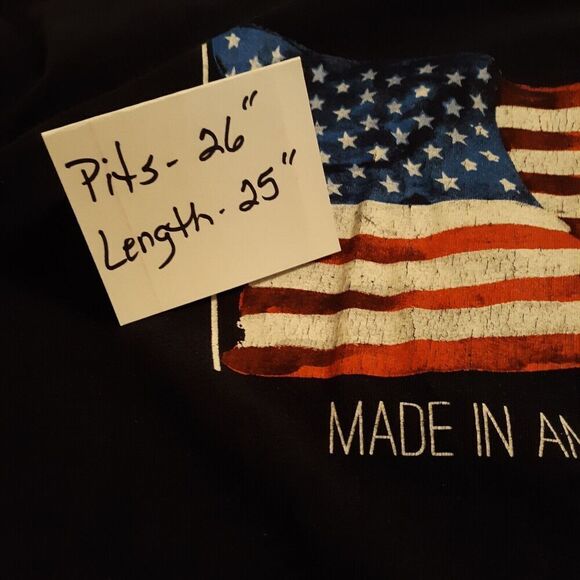 Pits - 26"
Length - 25"
MADE IN AM